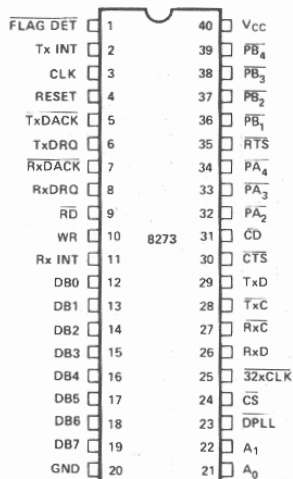 FLAG DET 1 40 VCC
Tx INT 2 39 PB4
CLK 3 38 PB3
RESET 4 37 PB2
TxDACK 5 36 PB1
TxDRQ 6 35 RTS
RxDACK 7 34 PA4
RxDRQ 8 33 PA3
RD 9 32 PA2
WR 10 8273 31 CD
Rx INT 11 30 CTS
DB0 12 29 TxD
DB1 13 28 TxC
DB2 14 27 RxC
DB3 15 26 RxD
DB4 16 25 32xCLK
DB5 17 24 CS
DB6 18 23 DPLL
DB7 19 22 A1
GND 20 21 A0